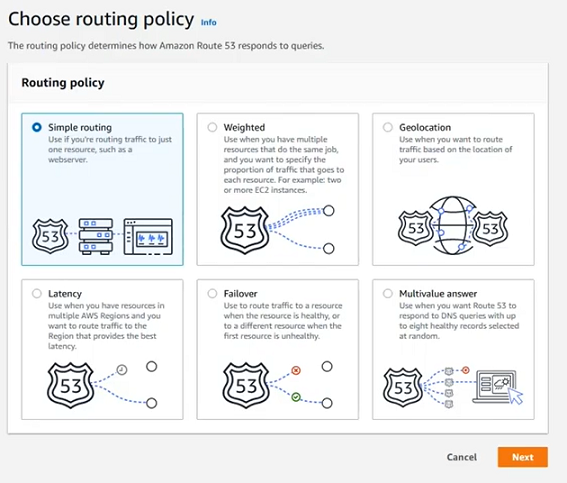 Choose routing policy Info
The routing policy determines how Amazon Route 53 responds to queries.
Routing policy
Simple routing
Use if you're routing traffic to just
one resource, such as a
webserver.
53
Weighted
Use when you have multiple
resources that do the same job,
and you want to specify the
proportion of traffic that goes to
each resource. For example: two
or more EC2 instances.
53
Geolocation
Use when you want to route
traffic based on the location of
your users.
53
53
Latency
Use when you have resources in
multiple AWS Regions and you
want to route traffic to the
Region that provides the best
latency.
53
Failover
Use to route traffic to a resource
when the resource is healthy, or
to a different resource when the
first resource is unhealthy.
53
Multivalue answer
Use when you want Route 53 to
respond to DNS queries with up
to eight healthy records selected
at random.
53
Cancel
Next